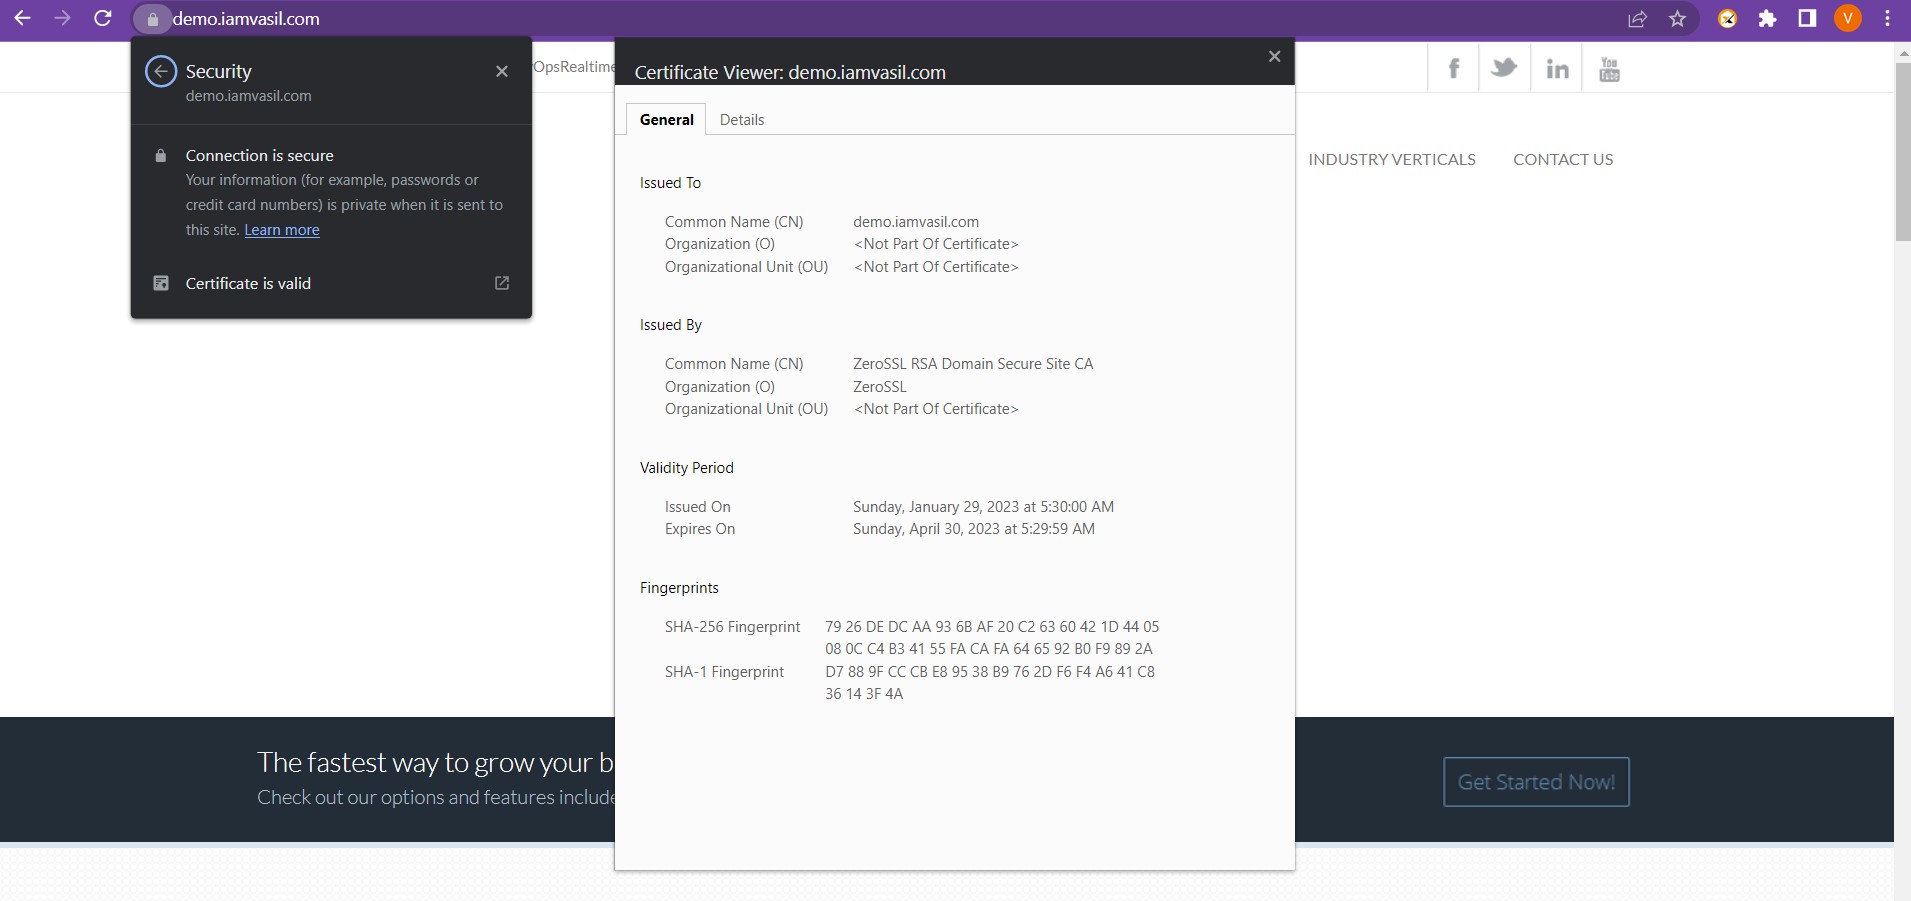 demo.iamvasil.com
V
Security
demo.iamvasil.com
Connection is secure
Your information (for example, passwords or
credit card numbers) is private when it is sent to
this site. Learn more
Certificate is valid
OpsRealtime
Certificate Viewer: demo.iamvasil.com
General Details
Issued To
Common Name (CN) demo.iamvasil.com
Organization (O) <Not Part Of Certificate>
Organizational Unit (OU) <Not Part Of Certificate>
Issued By
Common Name (CN) ZeroSSL RSA Domain Secure Site CA
Organization (O) ZeroSSL
Organizational Unit (OU) <Not Part Of Certificate>
Validity Period
Issued On Sunday, January 29, 2023 at 5:30:00 AM
Expires On Sunday, April 30, 2023 at 5:29:59 AM
Fingerprints
SHA-256 Fingerprint 79 26 DE DC AA 93 6B AF 20 C2 63 60 42 1D 44 05
08 0C C4 B3 41 55 FA CA FA 64 65 92 B0 F9 89 2A
SHA-1 Fingerprint D7 88 9F CC CB E8 95 38 B9 76 2D F6 F4 A6 41 C8
36 14 3F 4A
f in You Tube
INDUSTRY VERTICALS CONTACT US
The fastest way to grow your b
Check out our options and features include
Get Started Now!